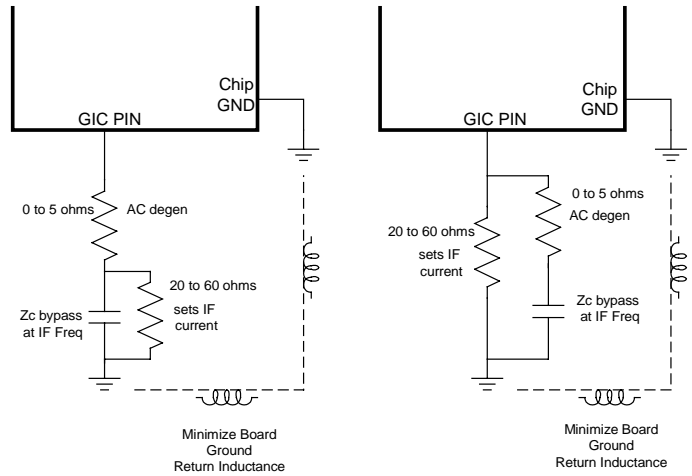 Chip
GND
GIC PIN
0 to 5 ohms
AC degen
20 to 60 ohms
sets IF
current
Zc bypass
at IF Freq
Minimize Board
Ground
Return Inductance
Chip
GND
GIC PIN
0 to 5 ohms
AC degen
20 to 60 ohms
sets IF
current
Zc bypass
at IF Freq
Minimize Board
Ground
Return Inductance